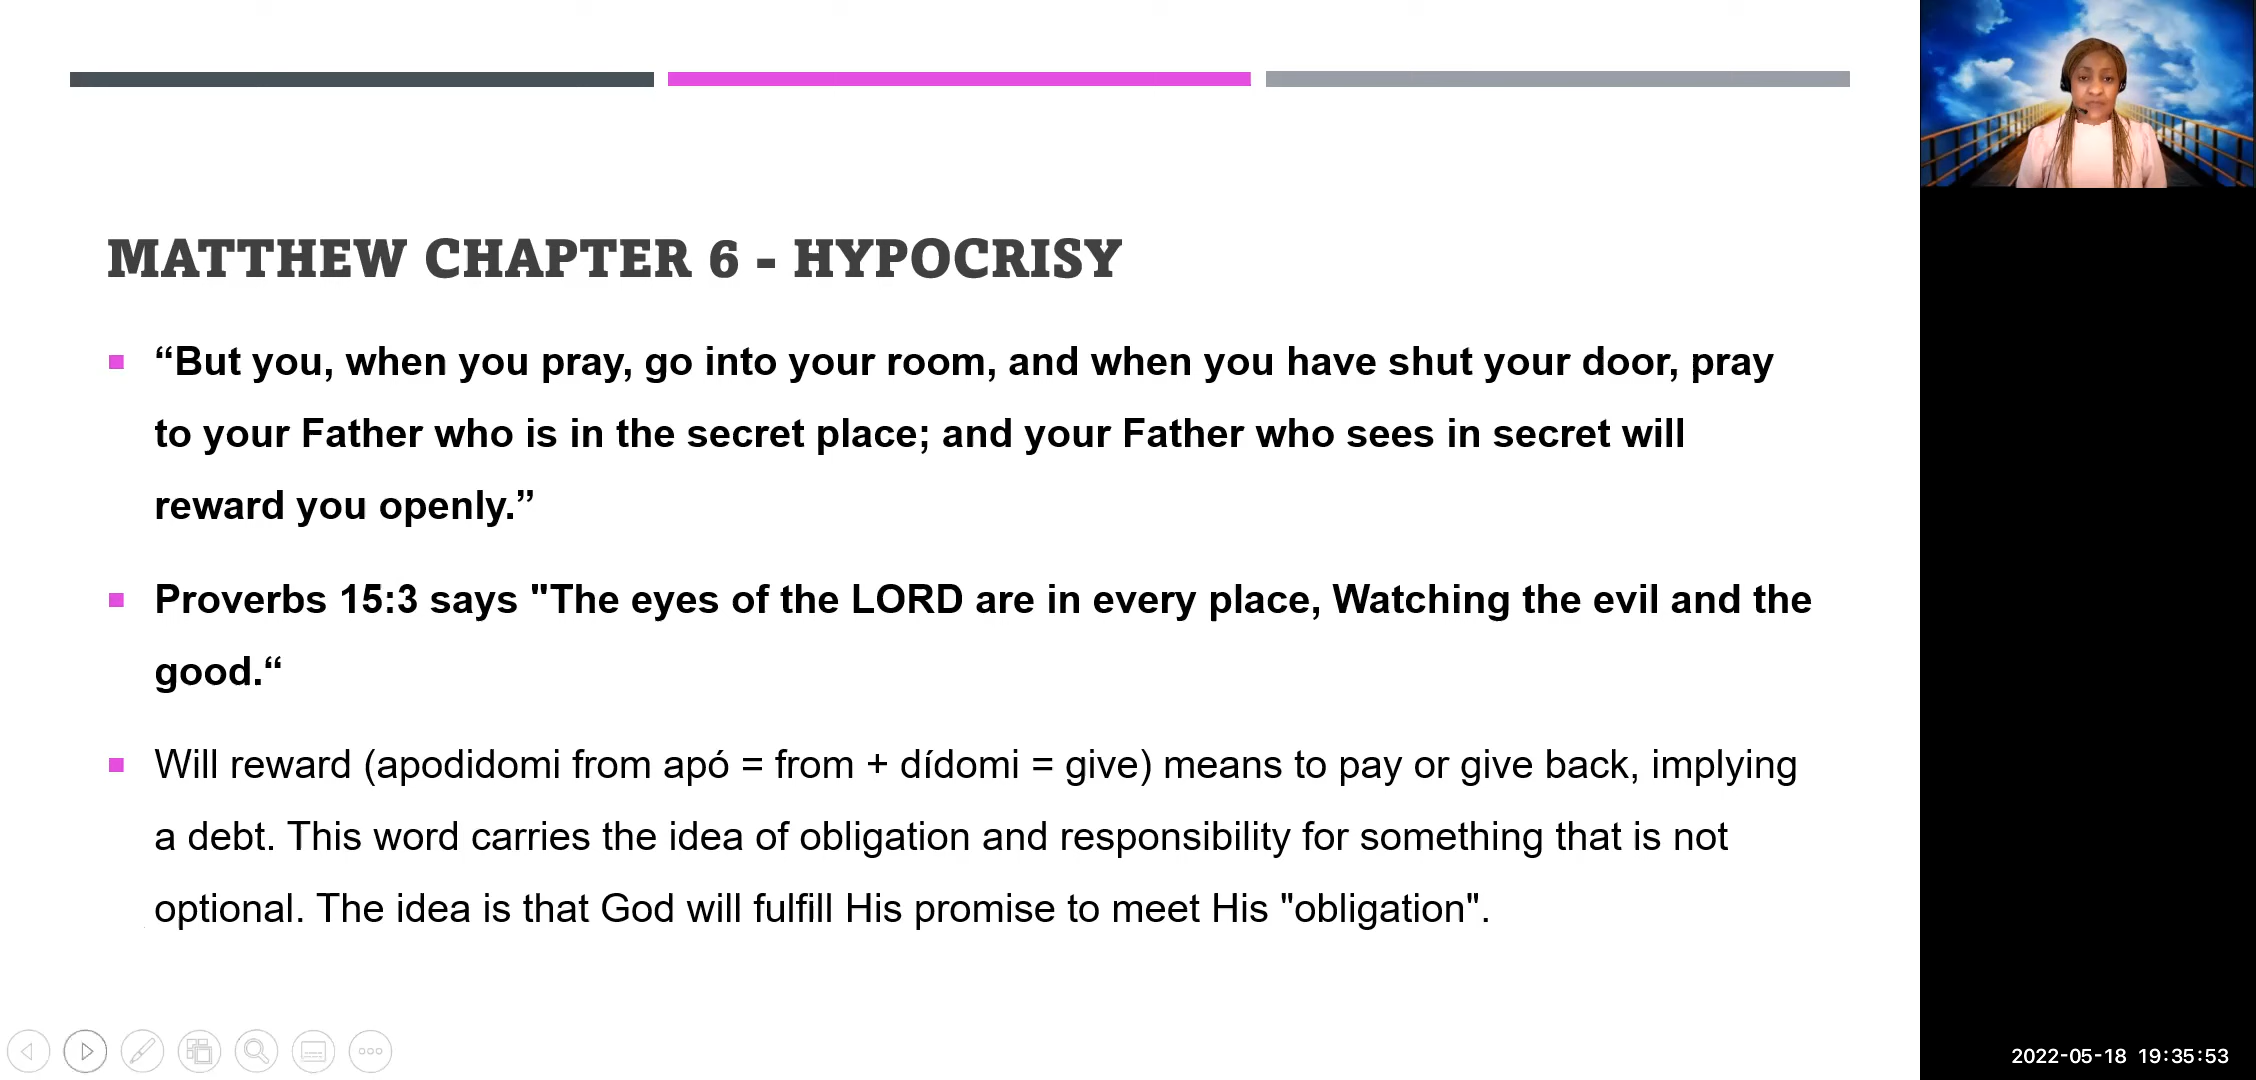 MATTHEW CHAPTER 6 - HYPOCRISY
“But you, when you pray, go into your room, and when you have shut your door, pray
to your Father who is in the secret place; and your Father who sees in secret will
reward you openly.”
Proverbs 15:3 says "The eyes of the LORD are in every place, Watching the evil and the
good.“
Will reward (apodidomi from apó = from + dídomi = give) means to pay or give back, implying
a debt. This word carries the idea of obligation and responsibility for something that is not
optional. The idea is that God will fulfill His promise to meet His "obligation".
2022-05-18 19:35:53